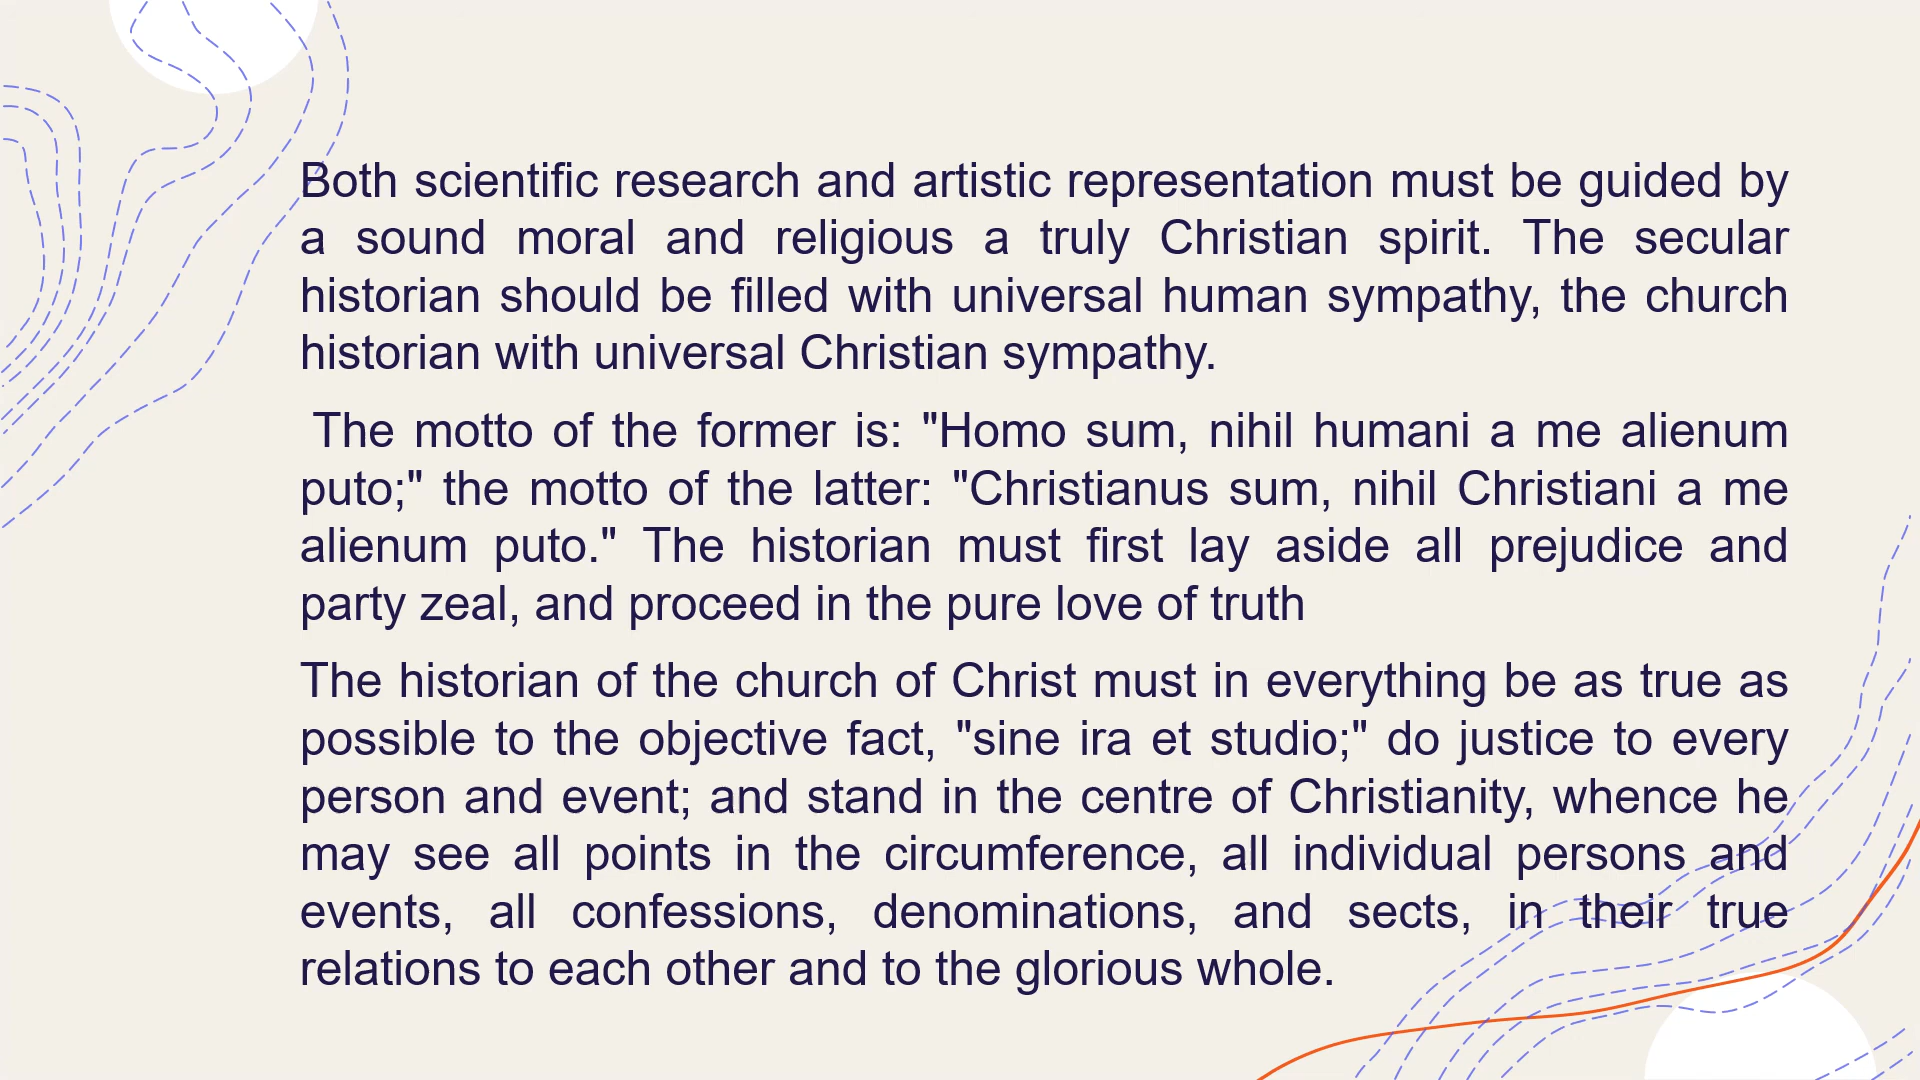 Both scientific research and artistic representation must be guided by
a sound moral and religious a truly Christian spirit. The secular
historian should be filled with universal human sympathy, the church
historian with universal Christian sympathy.
The motto of the former is: "Homo sum, nihil humani a me alienum
puto;" the motto of the latter: "Christianus sum, nihil Christiani a me
alienum puto." The historian must first lay aside all prejudice and
party zeal, and proceed in the pure love of truth
The historian of the church of Christ must in everything be as true as
possible to the objective fact, "sine ira et studio;" do justice to every
person and event; and stand in the centre of Christianity, whence he
may see all points in the circumference, all individual persons and
events, all confessions, denominations, and sects, in their true
relations to each other and to the glorious whole.